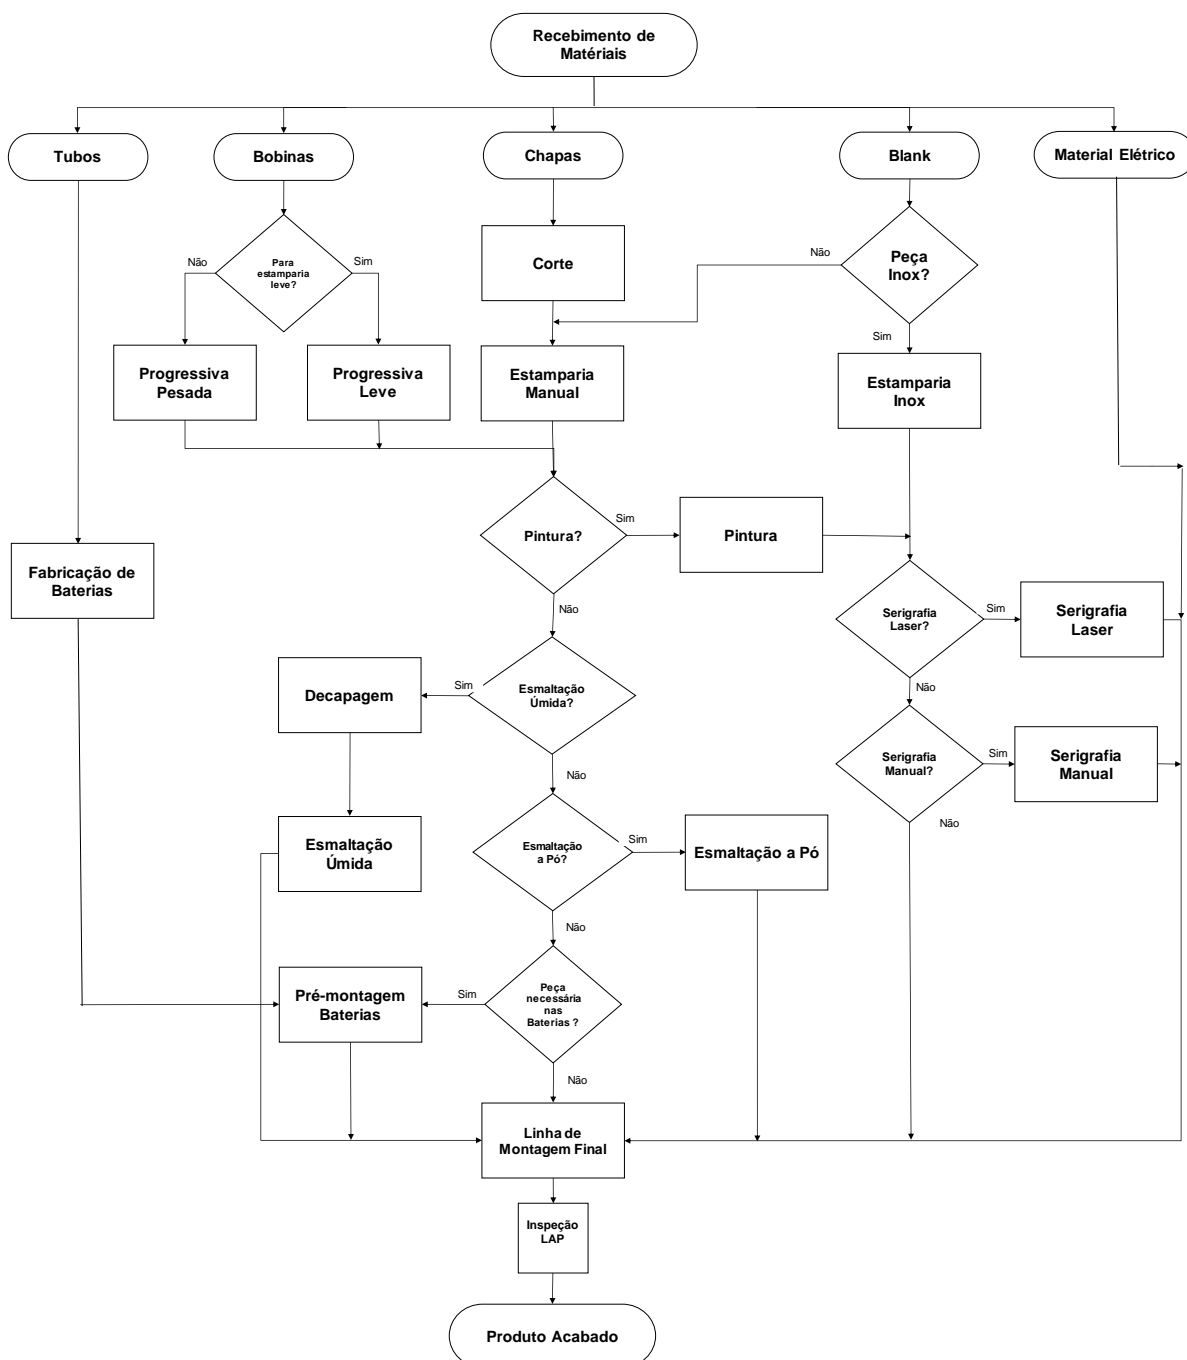 Recebimento de
Matériais
Tubos
Bobinas
Chapas
Blank
Material Elétrico
Não
Para
estamparia
leve?
Sim
Corte
Não
Peça
Inox?
Sim
Progressiva
Pesada
Progressiva
Leve
Estamparia
Manual
Estamparia
Inox
Pintura?
Sim
Pintura
Fabricação de
Baterias
Não
Serigrafia
Laser?
Sim
Serigrafia
Laser
Decapagem
Sim
Esmaltação
Úmida?
Não
Serigrafia
Manual?
Sim
Serigrafia
Manual
Não
Não
Esmaltação
Úmida
Esmaltação
a Pó?
Sim
Esmaltação a Pó
Não
Pré-montagem
Baterias
Sim
Peça
necessária
nas
Baterias ?
Não
Linha de
Montagem Final
Inspeção
LAP
Produto Acabado